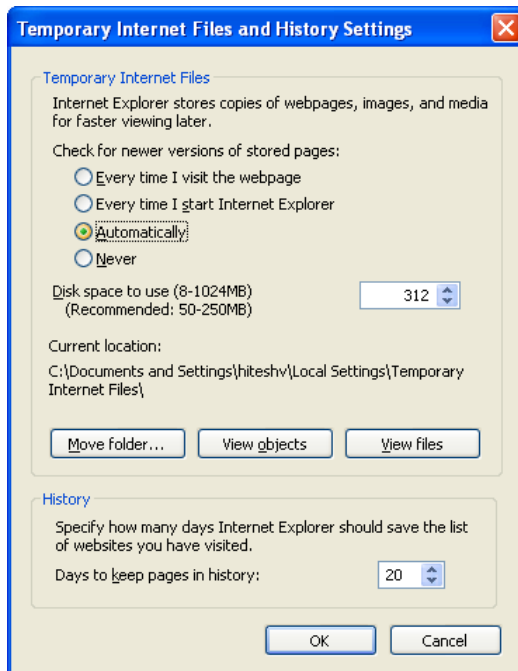 Temporary Internet Files and History Settings
Temporary Internet Files
Internet Explorer stores copies of webpages, images, and media
for faster viewing later.
Check for newer versions of stored pages:
Every time I visit the webpage
Every time I start Internet Explorer
Automatically
Never
Disk space to use (8-1024MB) 312
(Recommended: 50-250MB)
Current location:
C:\Documents and Settings\hiteshv\Local Settings\Temporary
Internet Files\
Move folder... View objects View files
History
Specify how many days Internet Explorer should save the list
of websites you have visited.
Days to keep pages in history: 20
OK Cancel